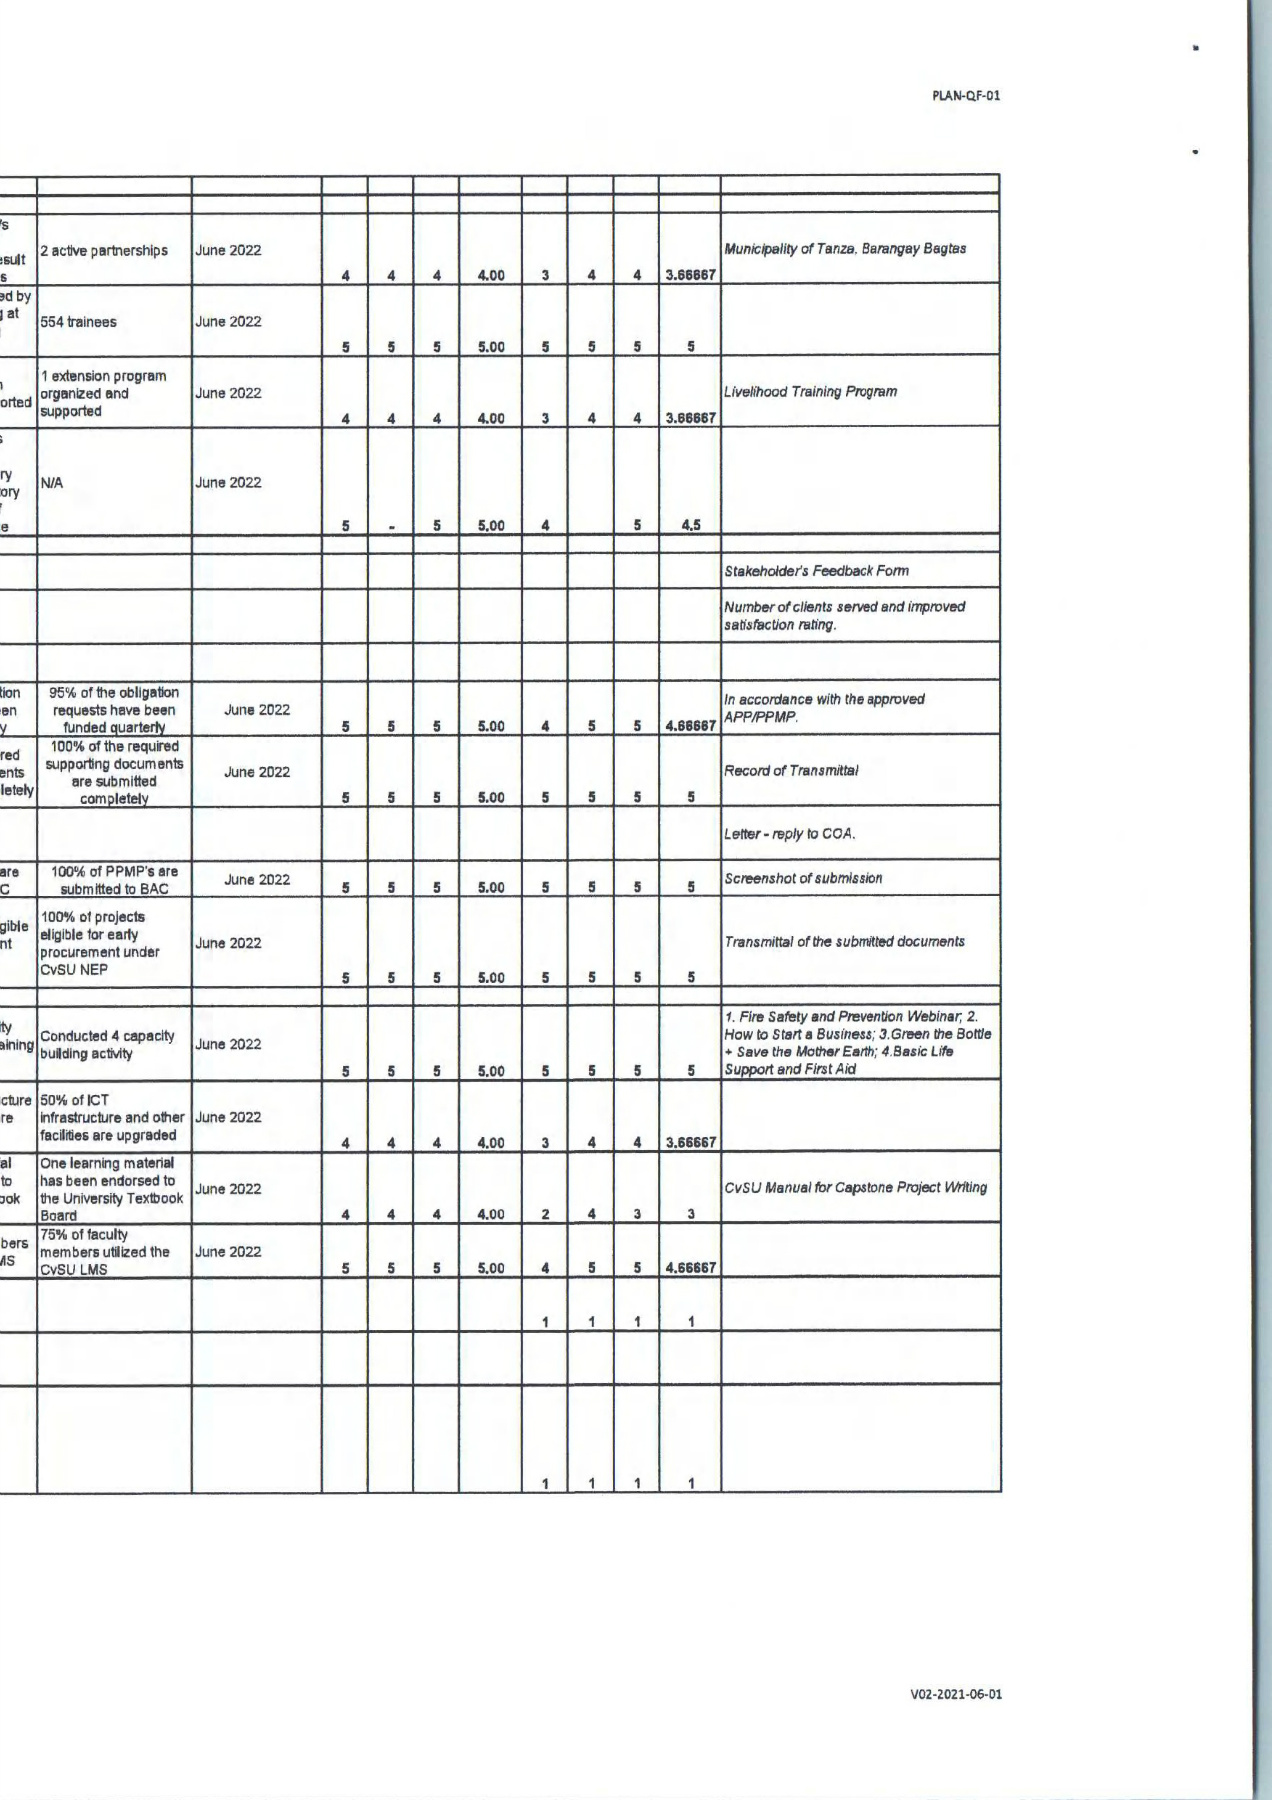 PLAN-QF-01
's
esult
s
2 active partnerships
June 2022
4 4 4 4.00 3 4 4 3.66667
Municipality of Tanza, Barangay Bagtas
ed by
g at
554 trainees
June 2022
5 5 5 5.00 5 5 5 5
orted
1 extension program
organized and
supported
June 2022
4 4 4 4.00 3 4 4 3.66667
Livelihood Training Program
s
ry
ory
e
N/A
June 2022
5 - 5 5.00 4 5 4.5
Stakeholder's Feedback Form
Number of clients served and improved
satisfaction rating.
tion
en
y
95% of the obligation
requests have been
funded quarterly
June 2022
5 5 5 5.00 4 5 5 4.66667
In accordance with the approved
APP/PPMP.
red
ents
letely
100% of the required
supporting documents
are submitted
completely
June 2022
5 5 5 5.00 5 5 5 5
Record of Transmittal
Letter - reply to COA.
are
C
100% of PPMP's are
submitted to BAC
June 2022
5 5 5 5.00 5 5 5 5
Screenshot of submission
gible
nt
100% of projects
eligible for early
procurement under
CvSU NEP
June 2022
5 5 5 5.00 5 5 5 5
Transmittal of the submitted documents
ty
aining
Conducted 4 capacity
building activity
June 2022
5 5 5 5.00 5 5 5 5
1. Fire Safety and Prevention Webinar; 2.
How to Start a Business; 3.Green the Bottle
+ Save the Mother Earth; 4.Basic Life
Support and First Aid
cture
re
50% of ICT
infrastructure and other
facilities are upgraded
June 2022
4 4 4 4.00 3 4 4 3.66667
al
to
ook
One learning material
has been endorsed to
the University Textbook
Board
June 2022
4 4 4 4.00 2 4 3 3
CvSU Manual for Capstone Project Writing
bers
MS
75% of faculty
members utilized the
CvSU LMS
June 2022
5 5 5 5.00 4 5 5 4.66667
1 1 1 1
1 1 1 1
V02-2021-06-01